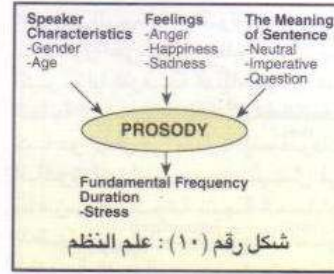 Speaker
Characteristics
-Gender
-Age
Feelings
-Anger
-Happiness
-Sadness
The Meaning
of Sentence
-Neutral
-Imperative
-Question
PROSODY
Fundamental Frequency
Duration
-Stress
شكل رقم (١٠) : علم النظم